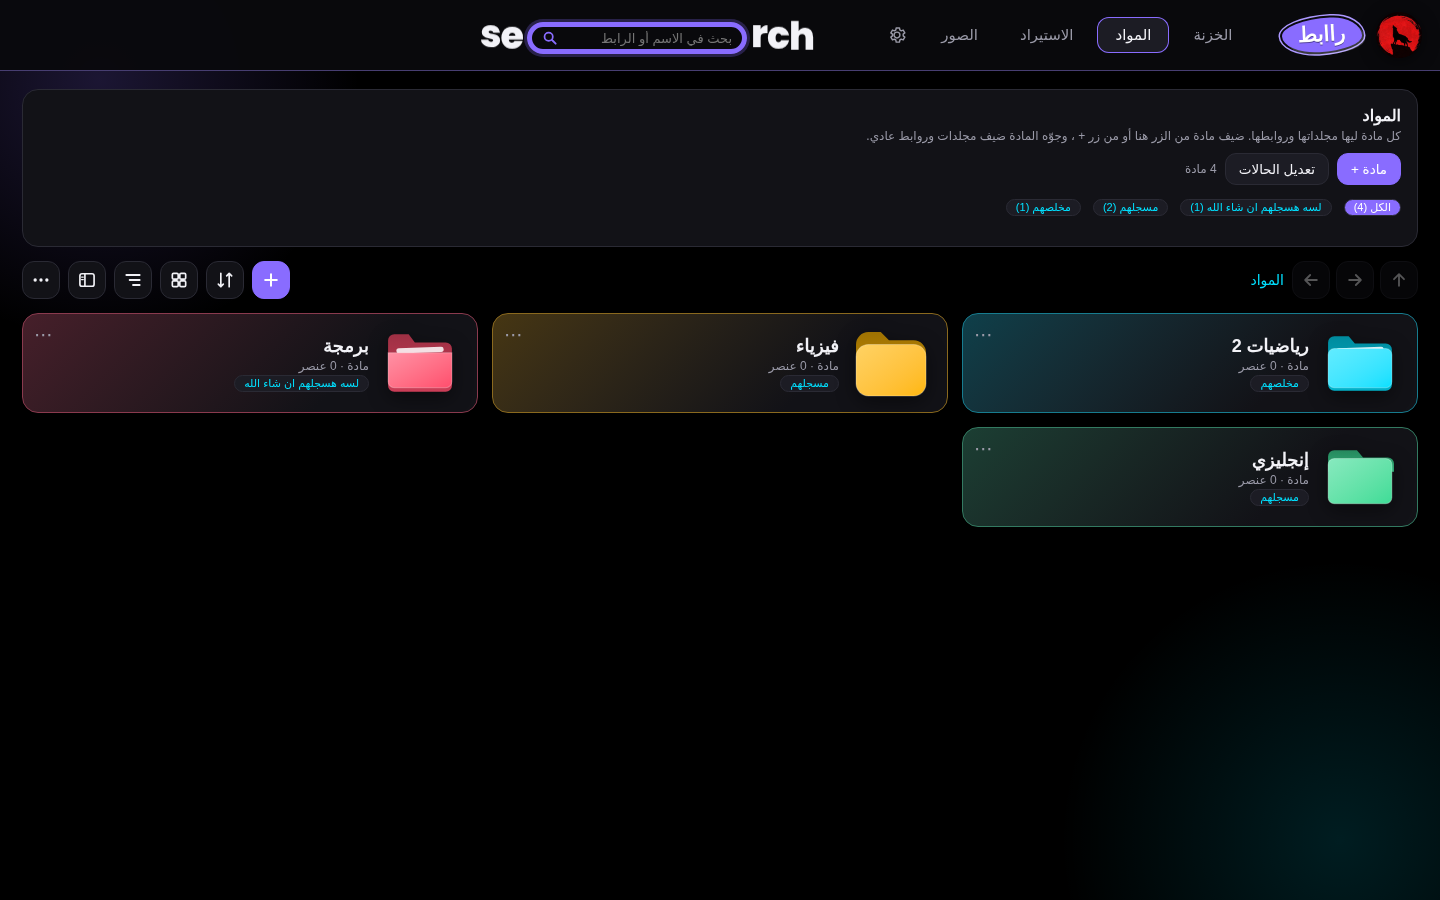 راابط
الخزنة
المواد
الاستيراد
الصور
se rch
بحث في الاسم أو الرابط
المواد
كل مادة ليها مجلداتها وروابطها. ضيف مادة من الزر هنا أو من زر + ، وجوّه المادة ضيف مجلدات وروابط عادي.
مادة + تعديل الحالات 4 مادة
الكل (4) لسه هسجلهم ان شاء الله (1) مسجلهم (2) مخلصهم (1)
المواد
رياضيات 2
مادة · 0 عنصر
مخلصهم
فيزياء
مادة · 0 عنصر
مسجلهم
برمجة
مادة · 0 عنصر
لسه هسجلهم ان شاء الله
إنجليزي
مادة · 0 عنصر
مسجلهم